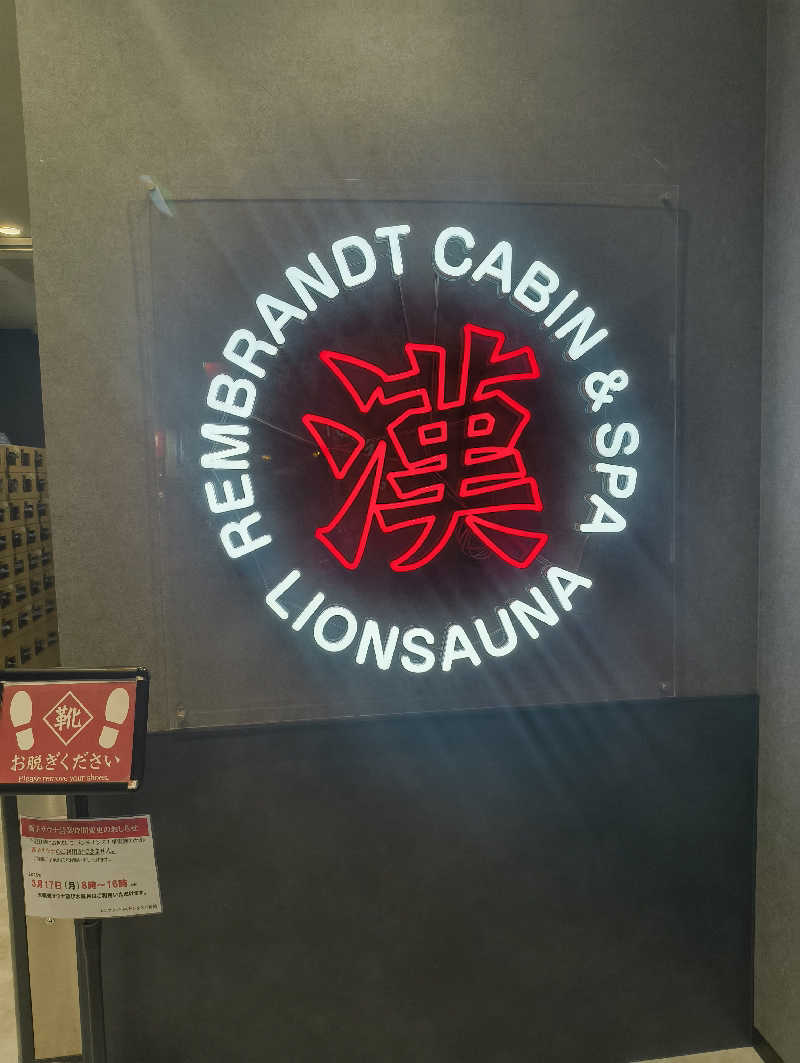 REMBRANDT CABIN & SPA
漢
LIONSAUNA
靴
お脱ぎください
Please remove your shoes.
3月17日(月)8時～16時